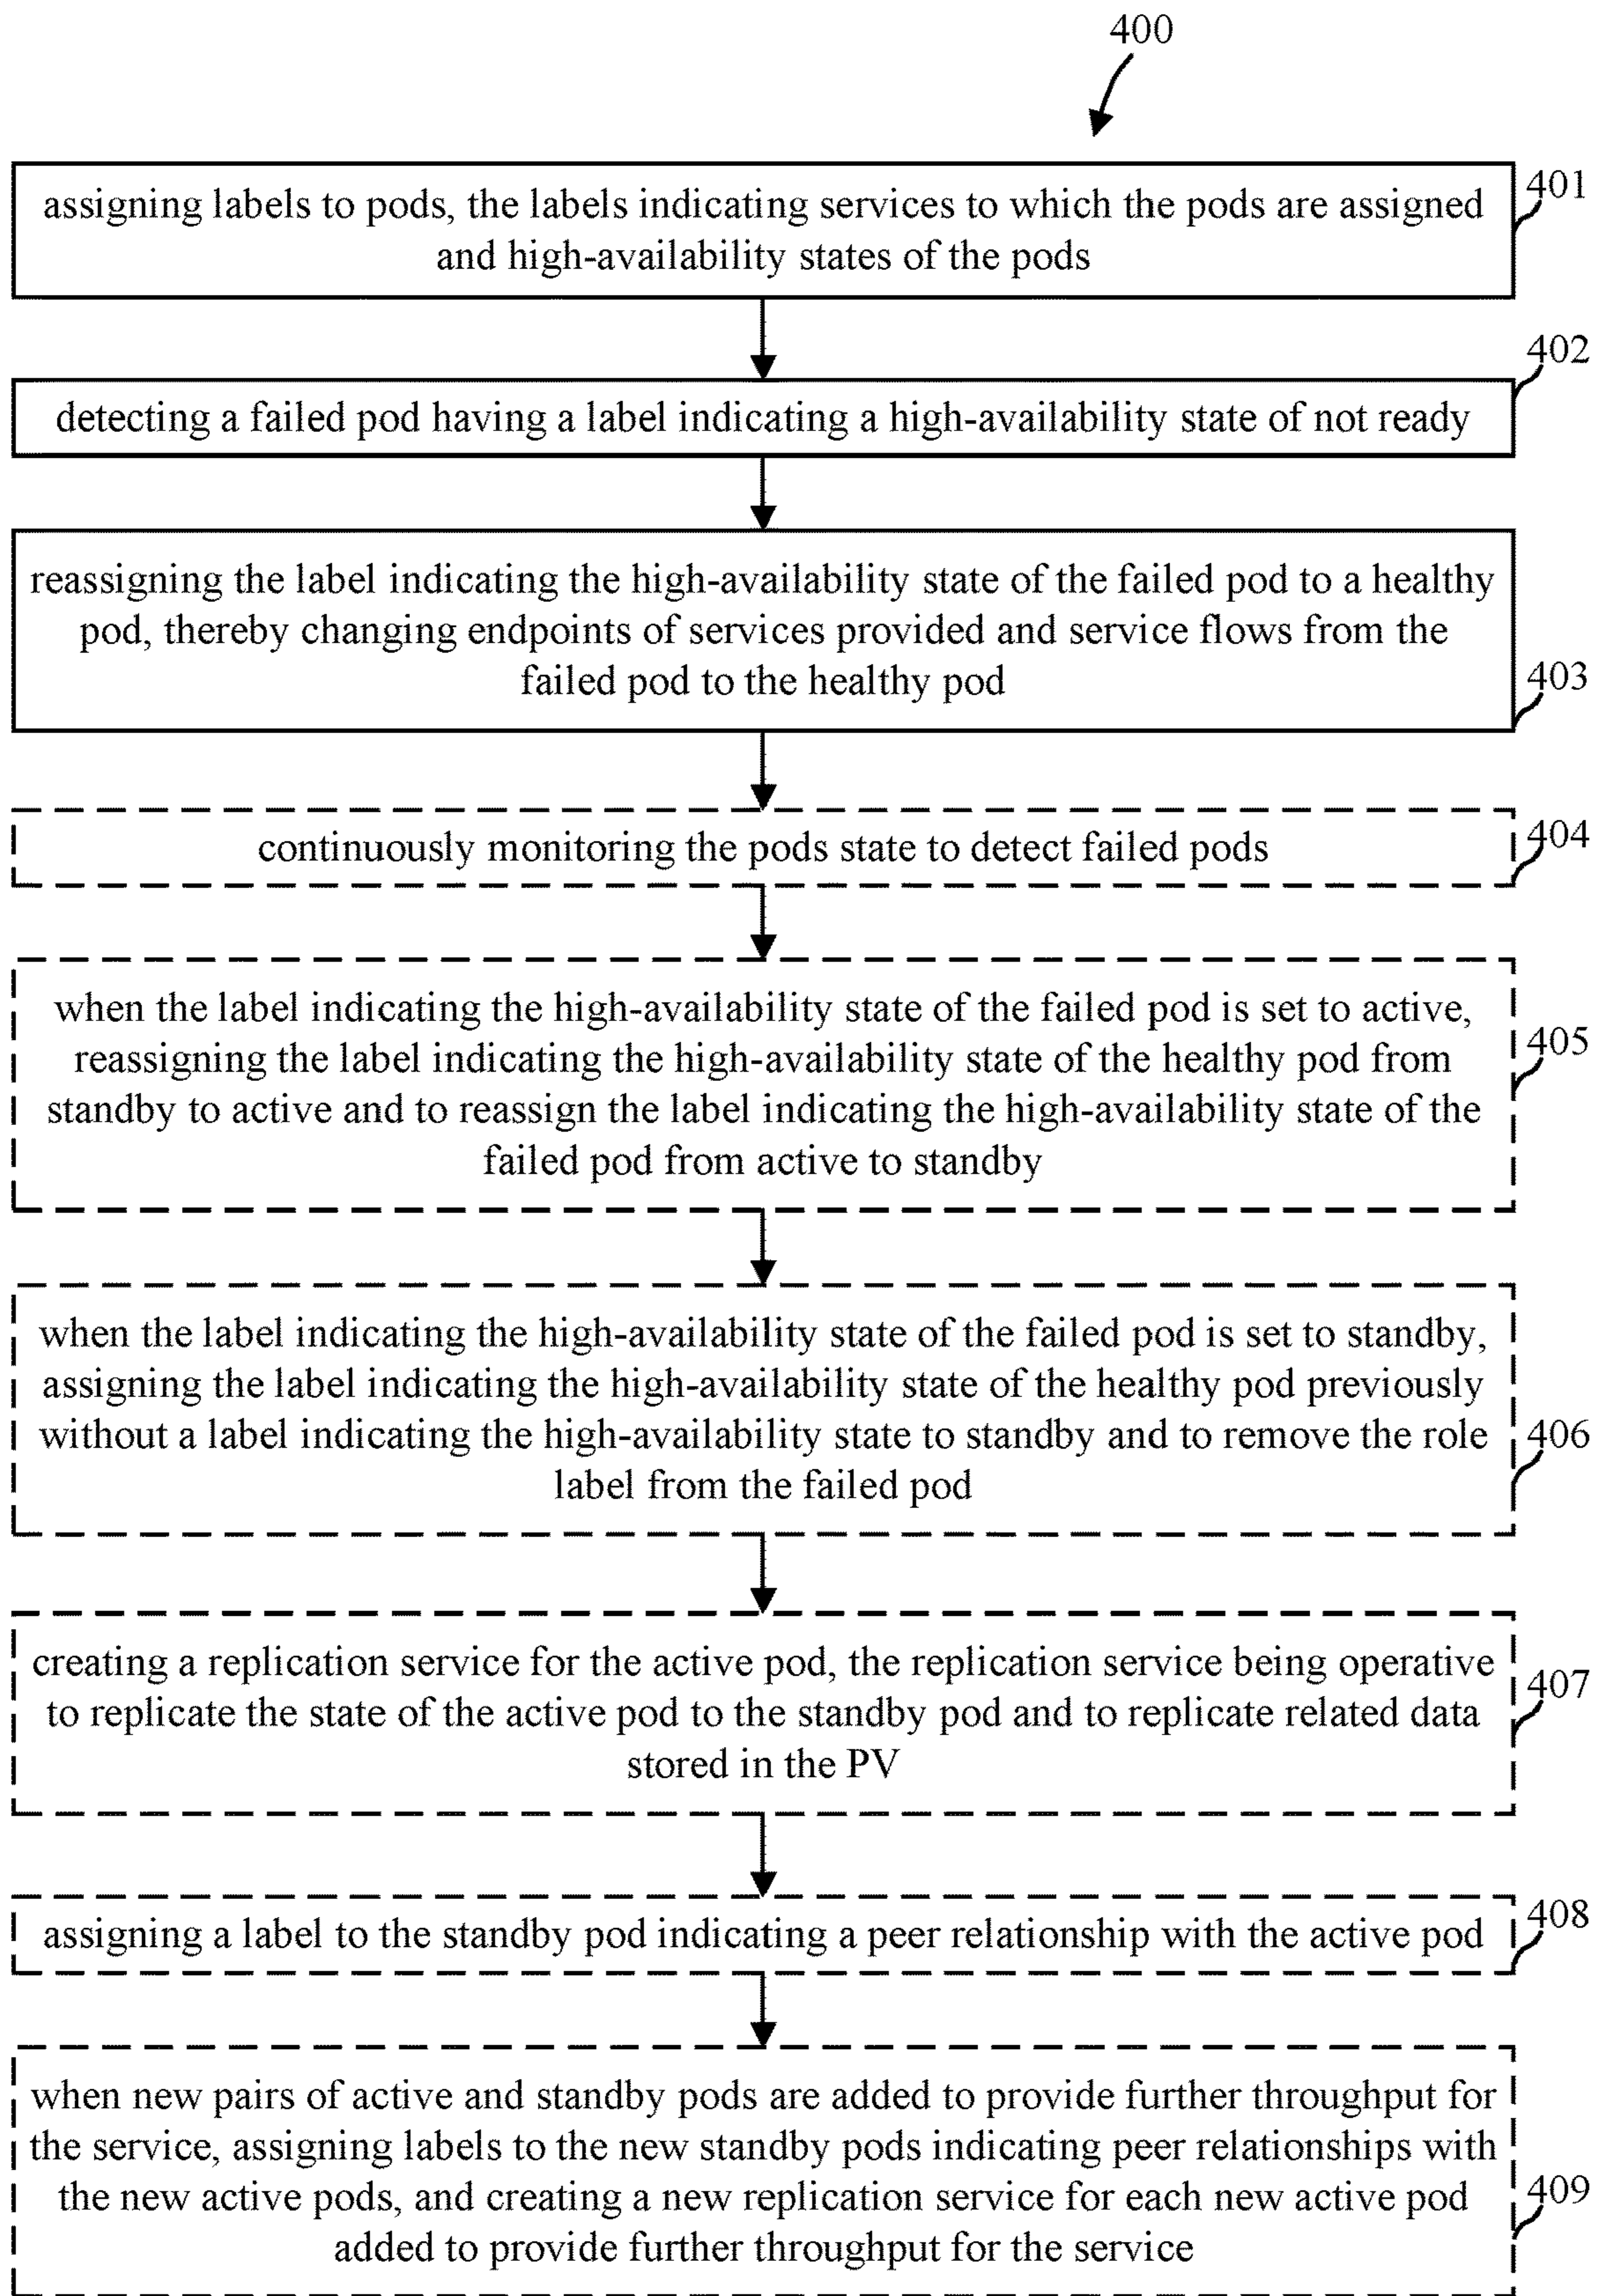 400
assigning labels to pods, the labels indicating services to which the pods are assigned
and high-availability states of the pods
401
402
detecting a failed pod having a label indicating a high-availability state of not ready
reassigning the label indicating the high-availability state of the failed pod to a healthy
pod, thereby changing endpoints of services provided and service flows from the
failed pod to the healthy pod
403
continuously monitoring the pods state to detect failed pods
404
when the label indicating the high-availability state of the failed pod is set to active,
reassigning the label indicating the high-availability state of the healthy pod from
standby to active and to reassign the label indicating the high-availability state of the
failed pod from active to standby
405
when the label indicating the high-availability state of the failed pod is set to standby,
assigning the label indicating the high-availability state of the healthy pod previously
without a label indicating the high-availability state to standby and to remove the role
label from the failed pod
406
creating a replication service for the active pod, the replication service being operative
to replicate the state of the active pod to the standby pod and to replicate related data
stored in the PV
407
assigning a label to the standby pod indicating a peer relationship with the active pod
408
when new pairs of active and standby pods are added to provide further throughput for
the service, assigning labels to the new standby pods indicating peer relationships with
the new active pods, and creating a new replication service for each new active pod
added to provide further throughput for the service
409